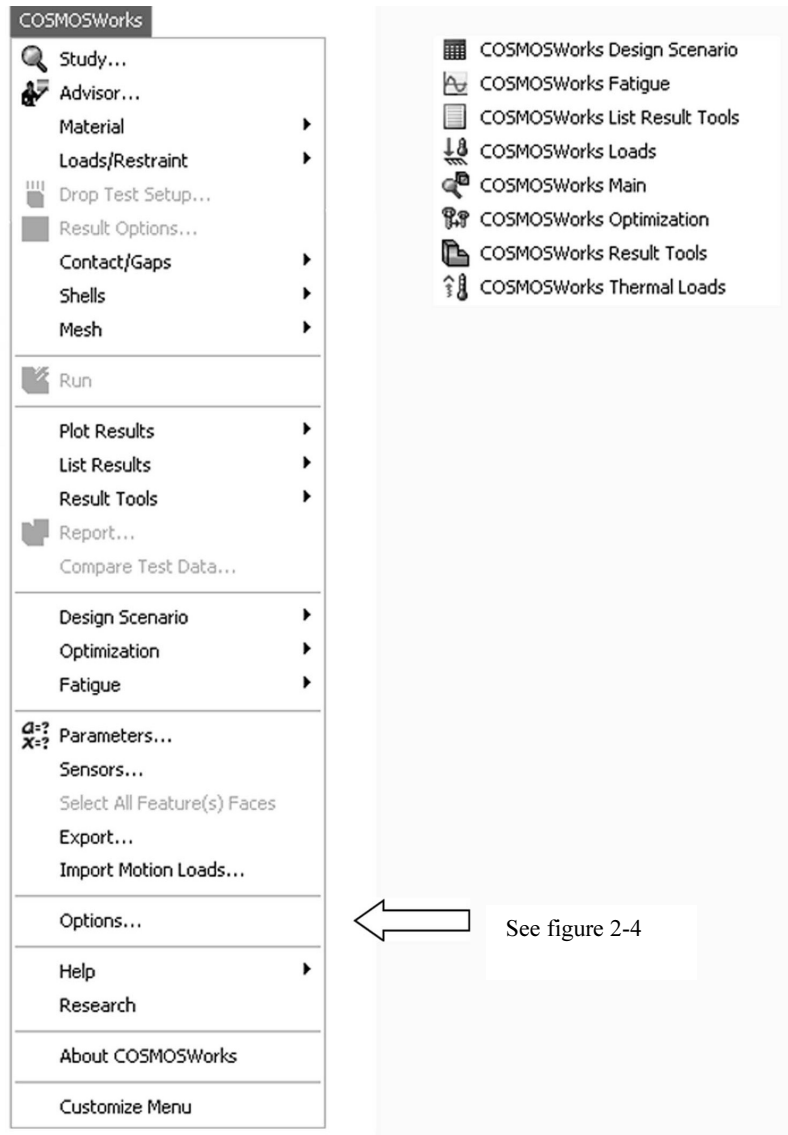 COSMOSWorks
Study...
Advisor...
Material
Loads/Restraint
Drop Test Setup...
Result Options...
Contact/Gaps
Shells
Mesh
Run
Plot Results
List Results
Result Tools
Report...
Compare Test Data...
Design Scenario
Optimization
Fatigue
a=?
x=?
Parameters...
Sensors...
Select All Feature(s) Faces
Export...
Import Motion Loads...
Options...
Help
Research
About COSMOSWorks
Customize Menu
COSMOSWorks Design Scenario
COSMOSWorks Fatigue
COSMOSWorks List Result Tools
COSMOSWorks Loads
COSMOSWorks Main
COSMOSWorks Optimization
COSMOSWorks Result Tools
COSMOSWorks Thermal Loads
See figure 2-4